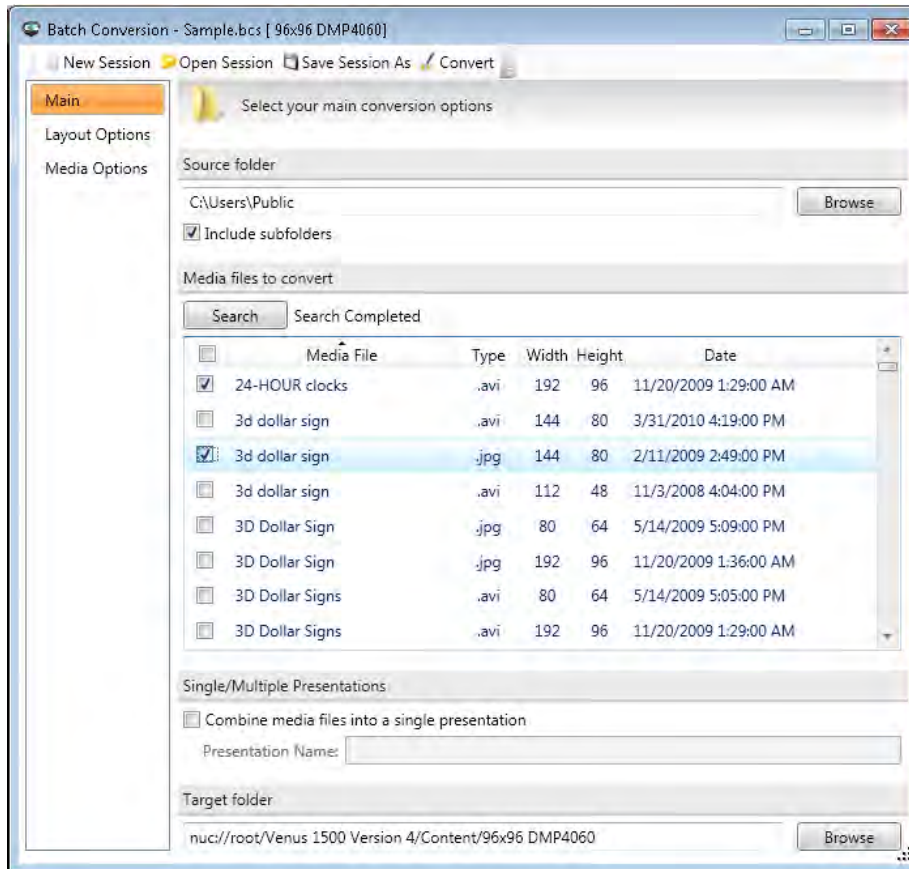 Batch Conversion - Sample.bcs [ 96x96 DMP4060]
New Session Open Session Save Session As Convert
Main
Layout Options
Media Options
Select your main conversion options
Source folder
C:\Users\Public Browse
Include subfolders
Media files to convert
Search Search Completed
Media File Type Width Height Date
24-HOUR clocks .avi 192 96 11/20/2009 1:29:00 AM
3d dollar sign .avi 144 80 3/31/2010 4:19:00 PM
3d dollar sign .jpg 144 80 2/11/2009 2:49:00 PM
3d dollar sign .avi 112 48 11/3/2008 4:04:00 PM
3D Dollar Sign .jpg 80 64 5/14/2009 5:09:00 PM
3D Dollar Sign .jpg 192 96 11/20/2009 1:36:00 AM
3D Dollar Signs .avi 80 64 5/14/2009 5:05:00 PM
3D Dollar Signs .avi 192 96 11/20/2009 1:29:00 AM
Single/Multiple Presentations
Combine media files into a single presentation
Presentation Name:
Target folder
nuc://root/Venus 1500 Version 4/Content/96x96 DMP4060 Browse